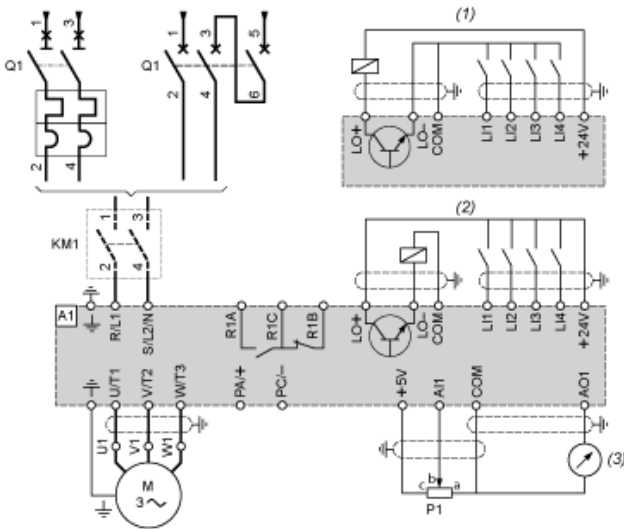 1 3 1 3 5
Q1 Q1
2 4 6
2 4
(1)
LO+ LO– COM LI1 LI2 LI3 LI4 +24V
1 3
KM1
2 4
(2)
A1
R/L1 S/L2/N R1A R1C R1B LO+ LO– COM LI1 LI2 LI3 LI4 +24V
U/T1 V/T2 W/T3 PA/+ PC/– +5V AI1 COM AO1
U1 V1 W1
M
3 ~
c b a
P1
(3)